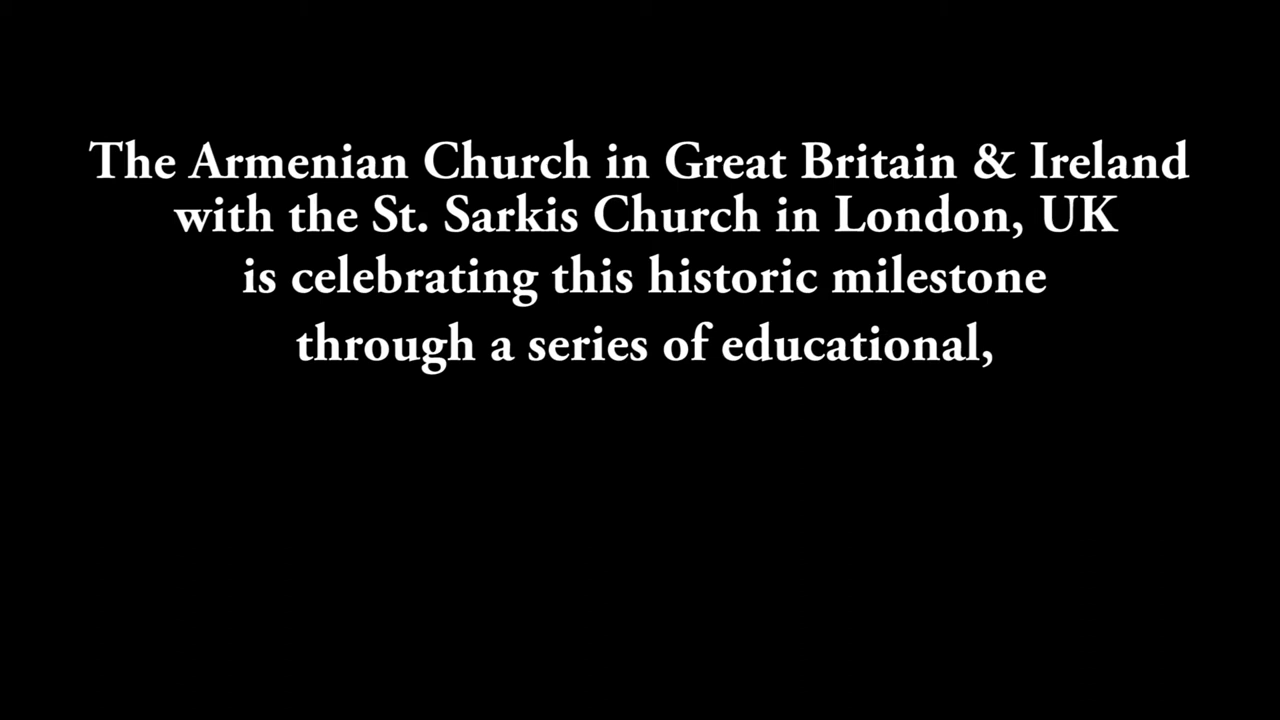 The Armenian Church in Great Britain & Ireland
with the St. Sarkis Church in London, UK
is celebrating this historic milestone
through a series of educational,